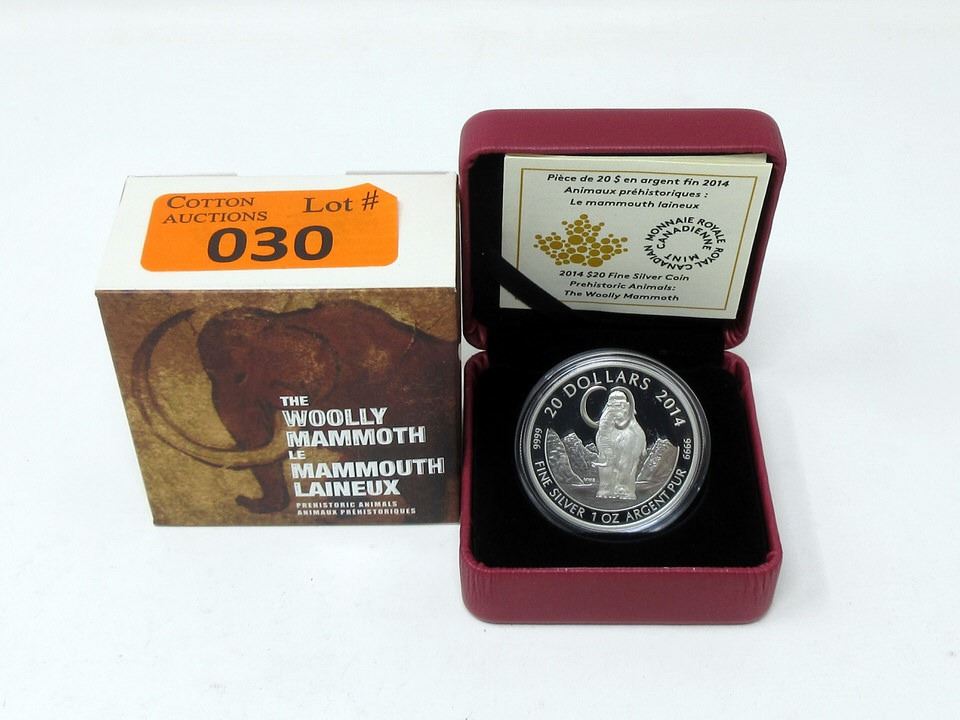 COTTON AUCTIONS Lot #
030
THE
WOOLLY
MAMMOTH
LE
MAMMOUTH
LAINEUX
PREHISTORIC ANIMALS
ANIMAUX PRÉHISTORIQUES
Pièce de 20 $ en argent fin 2014
Animaux préhistoriques :
Le mammouth laineux
MONNAIE ROYALE CANADIENNE
ROYAL CANADIAN MINT
2014 $20 Fine Silver Coin
Prehistoric Animals:
The Woolly Mammoth
20 DOLLARS 2014
9999 FINE SILVER 1 OZ ARGENT PUR 9999